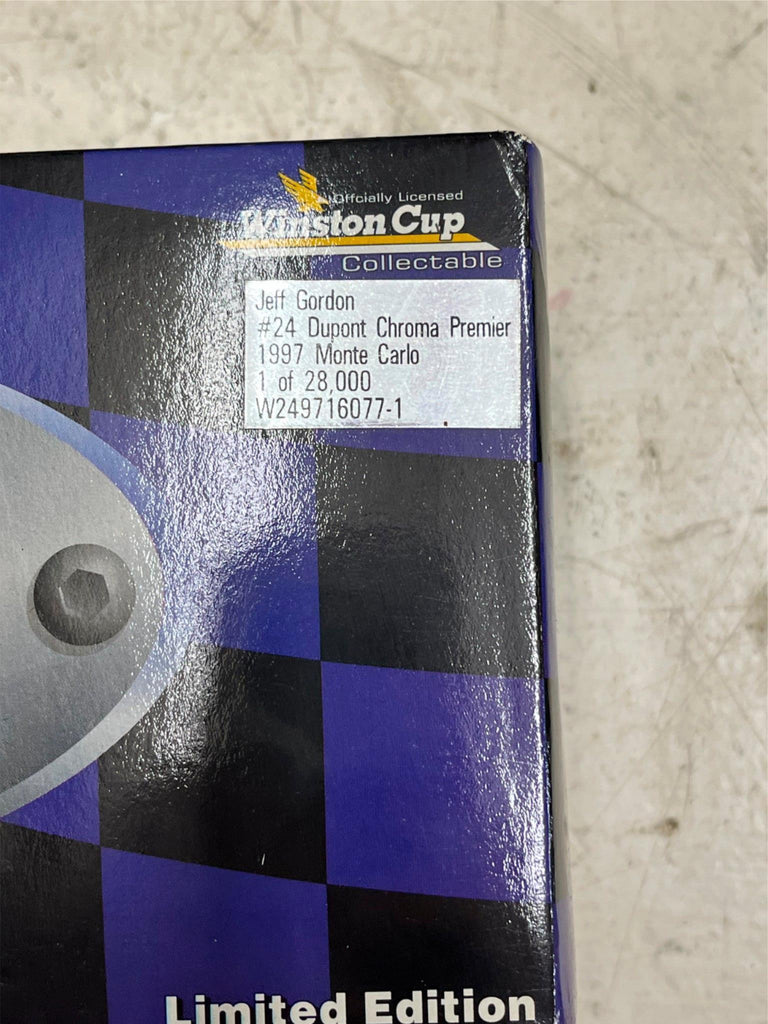 Offcially Licensed
Winston Cup
Collectable
Jeff Gordon
#24 Dupont Chroma Premier
1997 Monte Carlo
1 of 28,000
W249716077-1
Limited Edition